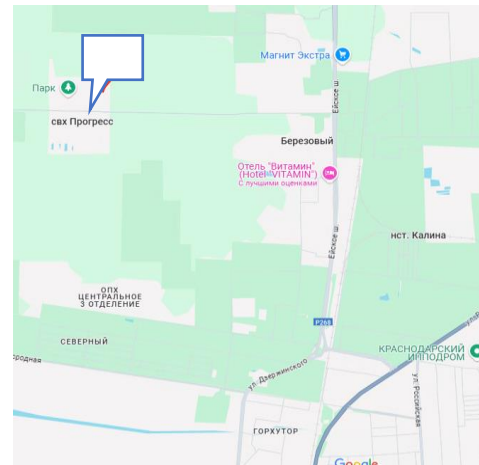 Магнит Экстра
Парк
Ейское ш.
свх Прогресс
Березовый
Отель "Витамин"
(Hotel "VITAMIN")
С лучшими оценками
Ейское ш.
нст. Калина
ОПХ
ЦЕНТРАЛЬНОЕ
3 ОТДЕЛЕНИЕ
Р268
СЕВЕРНЫЙ
КРАСНОДАРСКИЙ
ИППОДРОМ
ул. Дзержинского
ул. Российская
ГОРХУТОР
Google